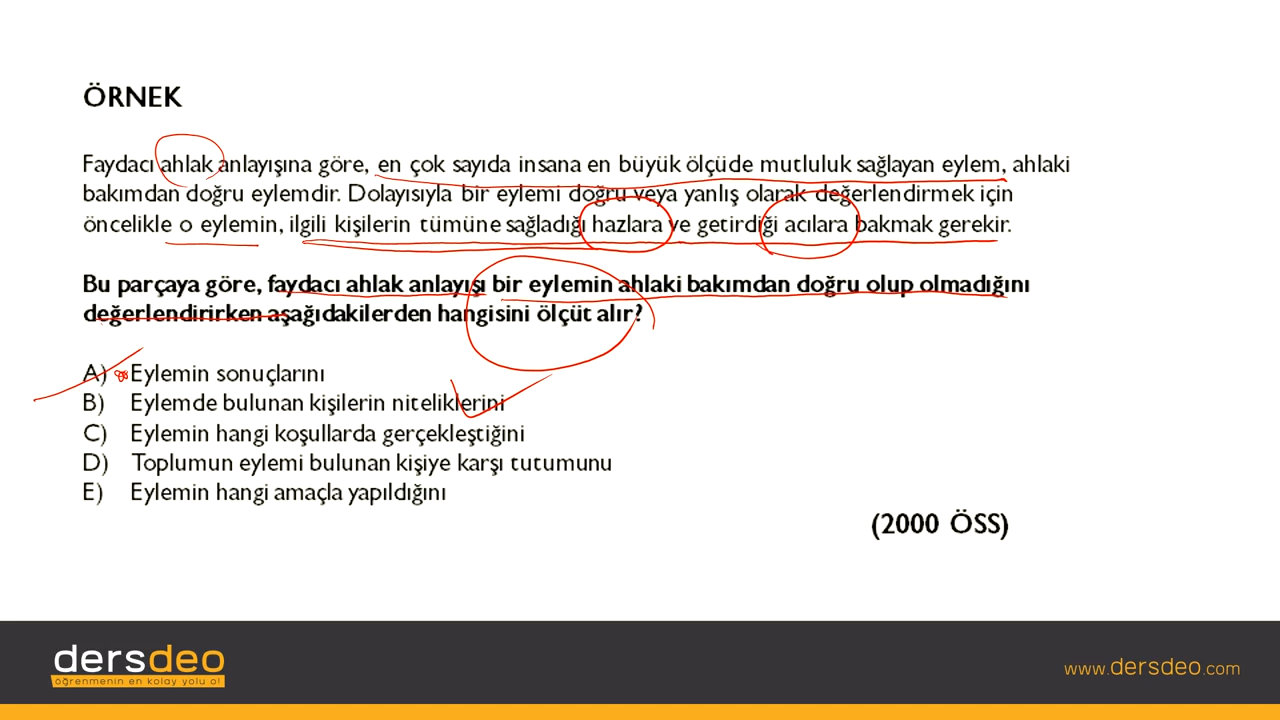 ÖRNEK
Faydacı ahlak anlayışına göre, en çok sayıda insana en büyük ölçüde mutluluk sağlayan eylem, ahlaki
bakımdan doğru eylemdir. Dolayısıyla bir eylemi doğru veya yanlış olarak değerlendirmek için
öncelikle o eylemin, ilgili kişilerin tümüne sağladığı hazlara ve getirdiği acılara bakmak gerekir.
Bu parçaya göre, faydacı ahlak anlayışı bir eylemin ahlaki bakımdan doğru olup olmadığını
değerlendirirken aşağıdakilerden hangisini ölçüt alır?
A) Eylemin sonuçlarını
B) Eylemde bulunan kişilerin niteliklerini
C) Eylemin hangi koşullarda gerçekleştiğini
D) Toplumun eylemi bulunan kişiye karşı tutumunu
E) Eylemin hangi amaçla yapıldığını
(2000 ÖSS)
dersdeo
öğrenmenin en kolay yolu o!
www.dersdeo.com